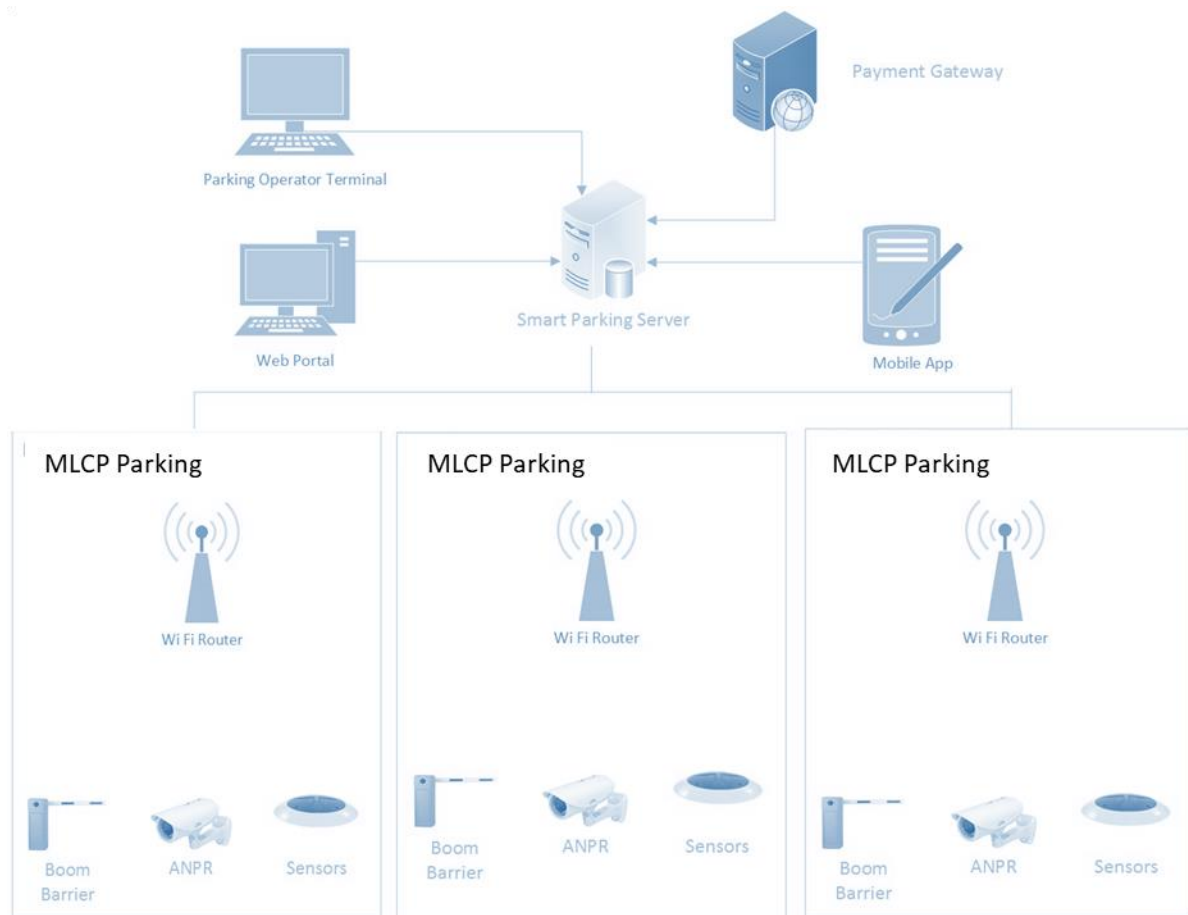 Payment Gateway
Parking Operator Terminal
Smart Parking Server
Web Portal
Mobile App
MLCP Parking
MLCP Parking
MLCP Parking
Wi Fi Router
Wi Fi Router
Wi Fi Router
Boom
Barrier
ANPR
Sensors
Boom
Barrier
ANPR
Sensors
Boom
Barrier
ANPR
Sensors